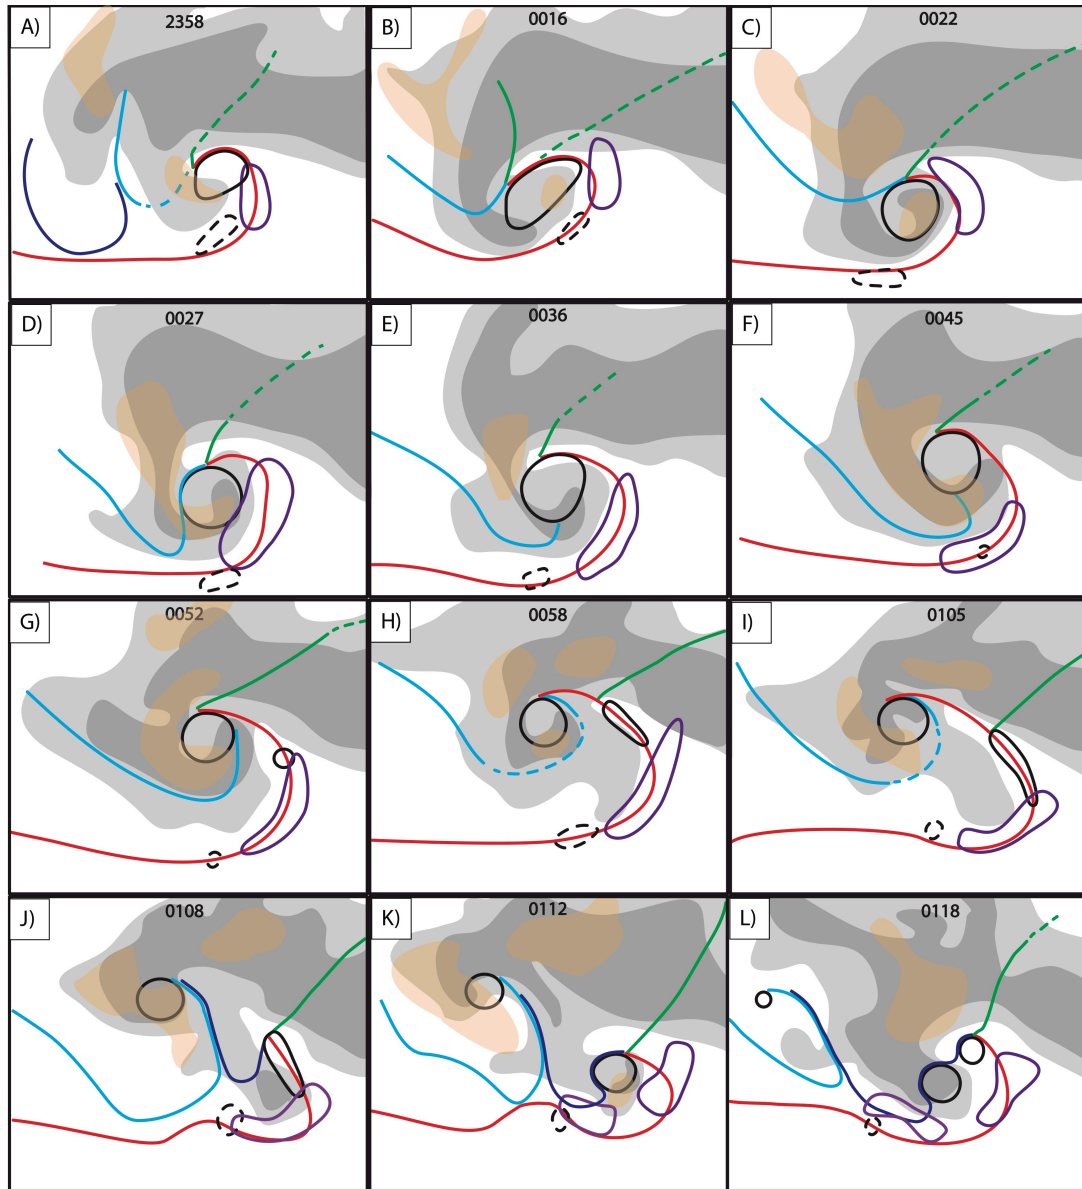 A) 2358
B) 0016
C) 0022
D) 0027
E) 0036
F) 0045
G) 0052
H) 0058
I) 0105
J) 0108
K) 0112
L) 0118